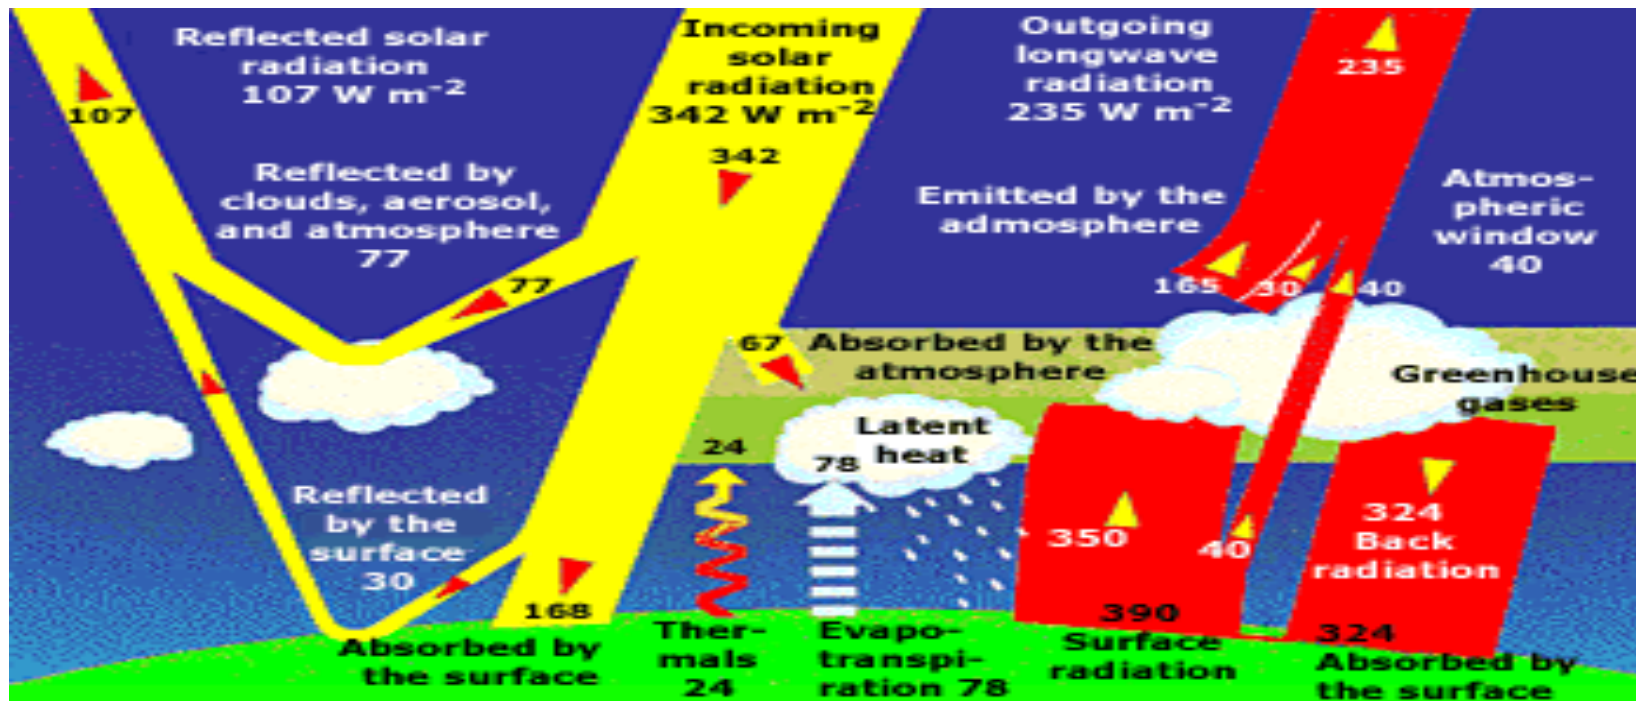 Reflected solar
radiation
107 W m-2
107
Incoming
solar
radiation
342 W m-2
342
Outgoing
longwave
radiation
235 W m-2
235
Reflected by
clouds, aerosol,
and atmosphere
77
77
Emitted by the
admosphere
165
30
40
Atmos-
pheric
window
40
67
Absorbed by the
atmosphere
Greenhouse
gases
Latent
heat
24
78
Reflected
by the
surface
30
350
40
324
Back
radiation
168
Absorbed by
the surface
Ther-
mals
24
Evapo-
transpi-
ration 78
390
Surface
radiation
324
Absorbed by
the surface